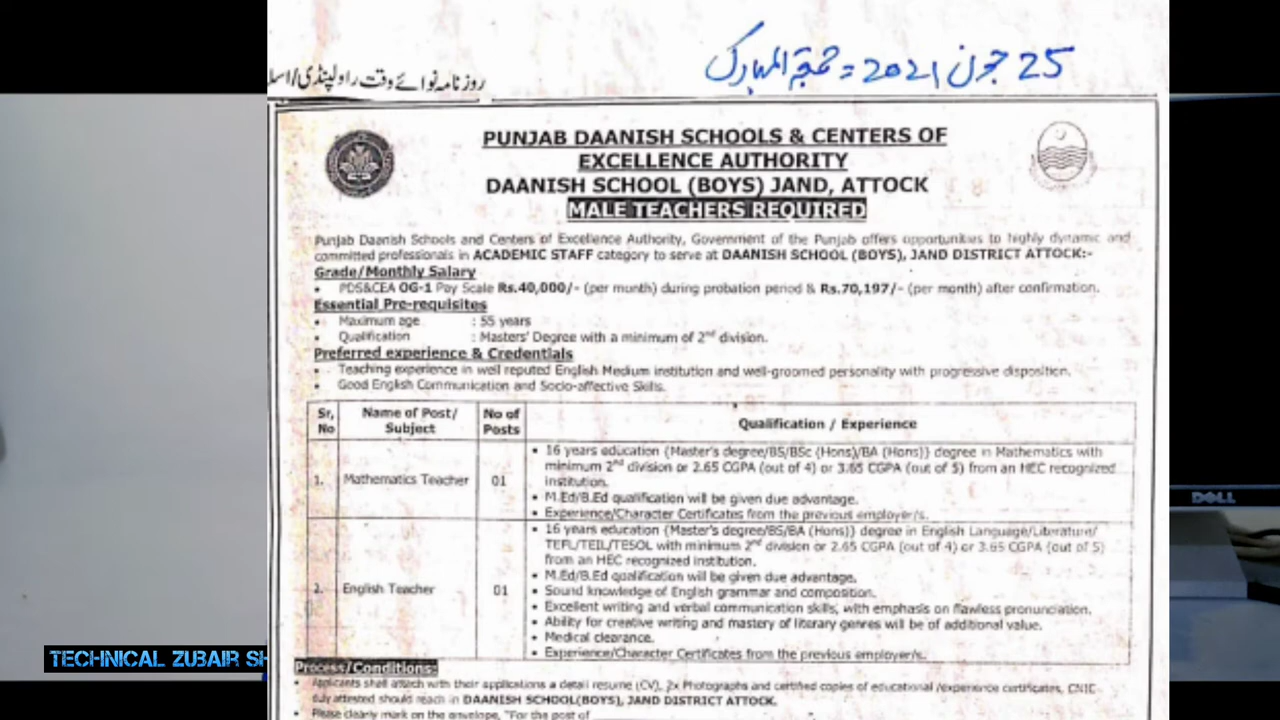 25 جون 2021 = جمعۃ المبارک
روزنامہ نوائے وقت راولپنڈی/اسلا
PUNJAB DAANISH SCHOOLS & CENTERS OF
EXCELLENCE AUTHORITY
DAANISH SCHOOL (BOYS) JAND, ATTOCK
MALE TEACHERS REQUIRED
Punjab Daanish Schools and Centers of Excellence Authority, Government of the Punjab offers opportunities to highly dynamic and
committed professionals in ACADEMIC STAFF category to serve at DAANISH SCHOOL (BOYS), JAND DISTRICT ATTOCK:-
Grade/Monthly Salary
• PDS&CEA OG-1 Pay Scale Rs.40,000/- (per month) during probation period & Rs.70,197/- (per month) after confirmation.
Essential Pre-requisites
• Maximum age : 55 years
• Qualification : Masters' Degree with a minimum of 2nd division.
Preferred experience & Credentials
• Teaching experience in well reputed English Medium institution and well-groomed personality with progressive disposition.
• Good English Communication and Socio-affective Skills.
Sr, No Name of Post/ Subject No of Posts Qualification / Experience
1. Mathematics Teacher 01
• 16 years education (Master's degree/BS/BSc (Hons)/BA (Hons)) degree in Mathematics with
minimum 2nd division or 2.65 CGPA (out of 4) or 3.65 CGPA (out of 5) from an HEC recognized
institution.
• M.Ed/B.Ed qualification will be given due advantage.
• Experience/Character Certificates from the previous employer/s.
2. English Teacher 01
• 16 years education (Master's degree/BS/BA (Hons)) degree in English Language/Literature/
TEFL/TEIL/TESOL with minimum 2nd division or 2.65 CGPA (out of 4) or 3.65 CGPA (out of 5)
from an HEC recognized institution.
• M.Ed/B.Ed qualification will be given due advantage.
• Sound knowledge of English grammar and composition.
• Excellent writing and verbal communication skills, with emphasis on flawless pronunciation.
• Ability for creative writing and mastery of literary genres will be of additional value.
• Medical clearance.
• Experience/Character Certificates from the previous employer/s.
Process/Conditions:
• Applicants shall attach with their applications a detail resume (CV), 2x Photographs and certified copies of educational /experience certificates, CNIC
duly attested should reach in DAANISH SCHOOL(BOYS), JAND DISTRICT ATTOCK.
• Please clearly mark on the envelope, "For the post of
TECHNICAL ZUBAIR SH
DELL